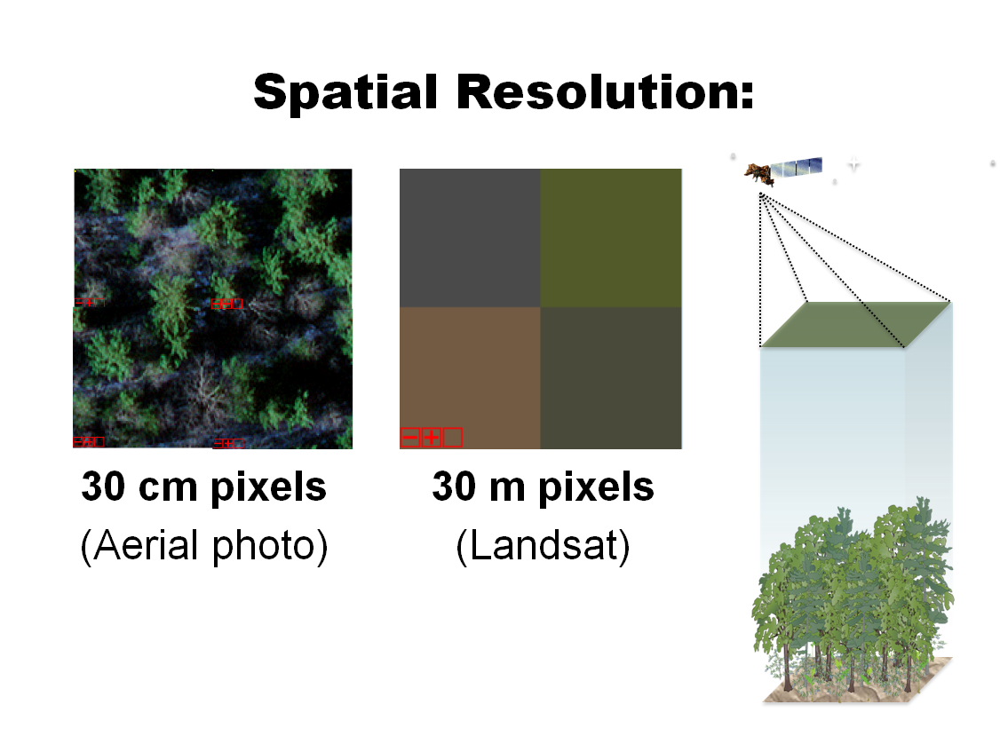 Spatial Resolution:
30 cm pixels
(Aerial photo)
30 m pixels
(Landsat)